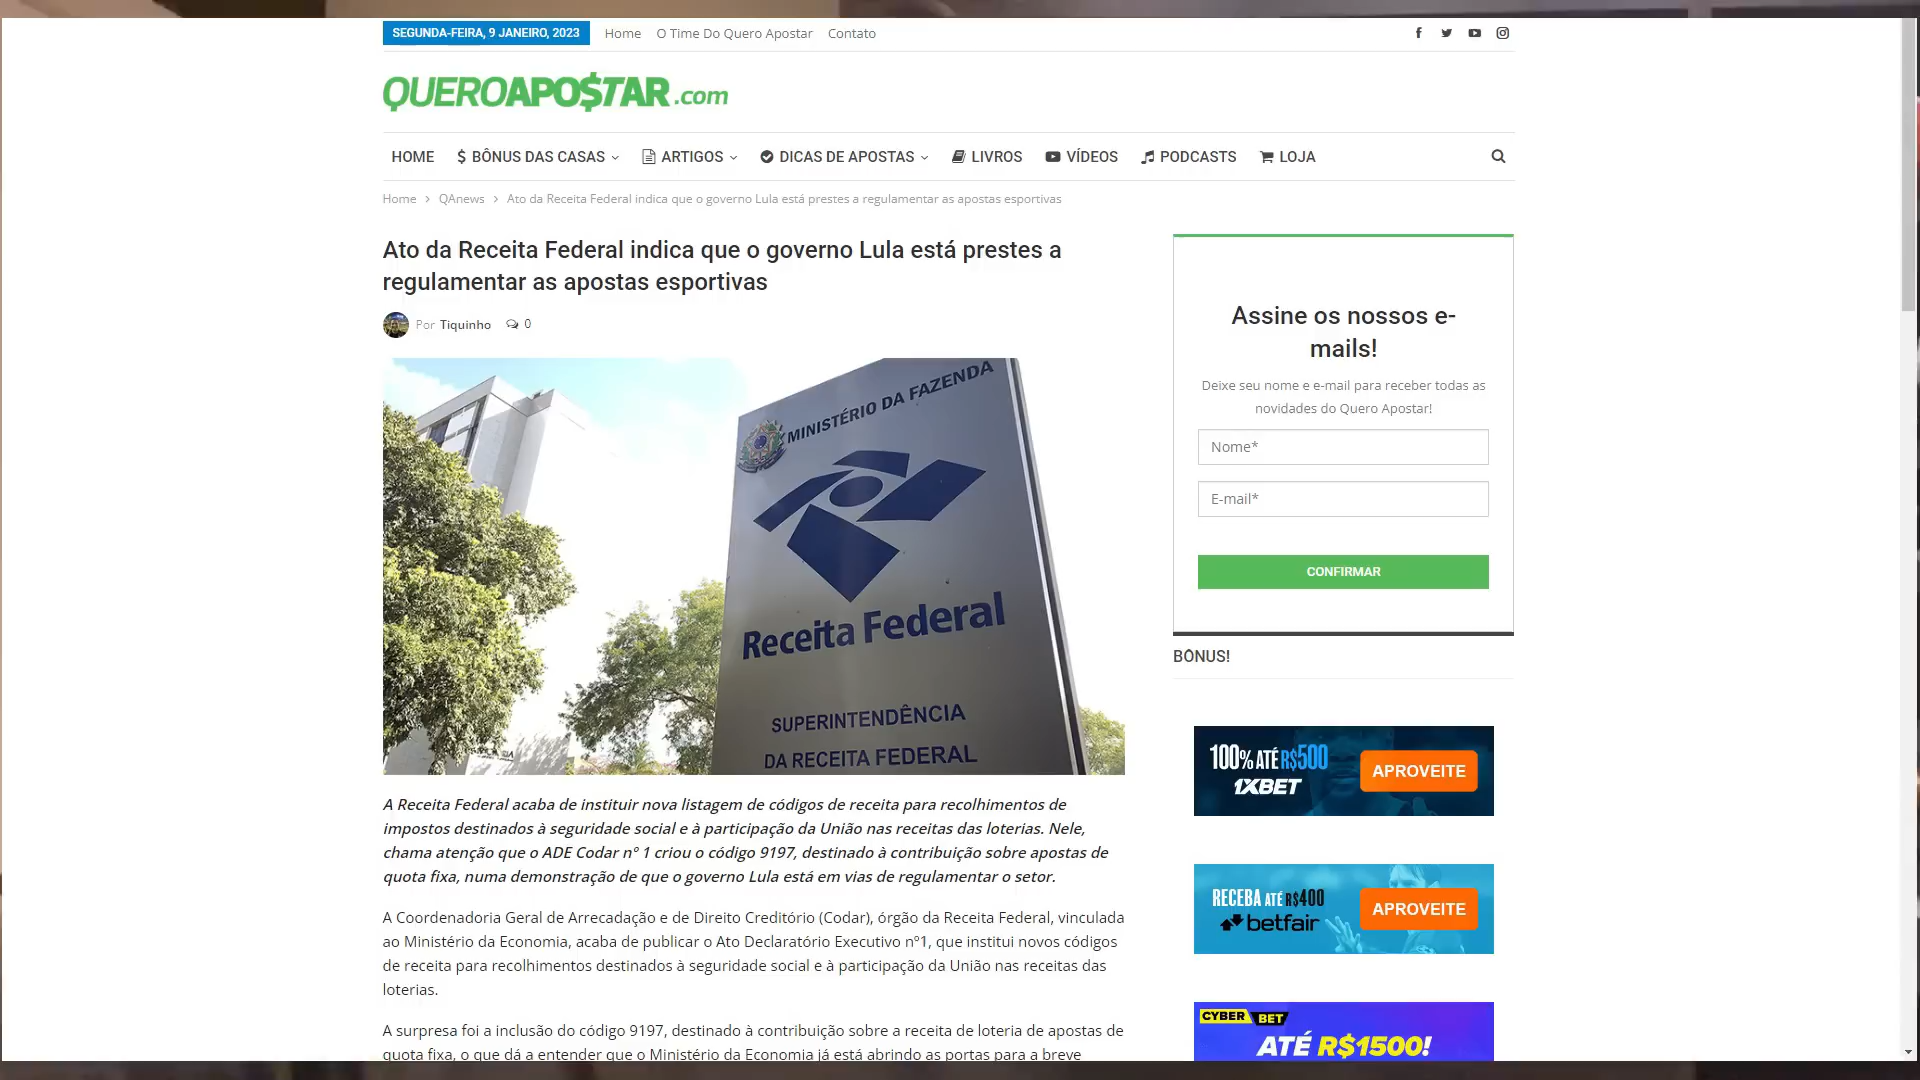 SEGUNDA-FEIRA, 9 JANEIRO, 2023 Home O Time Do Quero Apostar Contato
QUEROAPO$TAR.com
HOME $ BÔNUS DAS CASAS ARTIGOS DICAS DE APOSTAS LIVROS VÍDEOS PODCASTS LOJA
Home > QAnews > Ato da Receita Federal indica que o governo Lula está prestes a regulamentar as apostas esportivas
Ato da Receita Federal indica que o governo Lula está prestes a
regulamentar as apostas esportivas
Por Tiquinho 0
MINISTÉRIO DA FAZENDA
Receita Federal
SUPERINTENDÊNCIA
DA RECEITA FEDERAL
A Receita Federal acaba de instituir nova listagem de códigos de receita para recolhimentos de
impostos destinados à seguridade social e à participação da União nas receitas das loterias. Nele,
chama atenção que o ADE Codar nº 1 criou o código 9197, destinado à contribuição sobre apostas de
quota fixa, numa demonstração de que o governo Lula está em vias de regulamentar o setor.
A Coordenadoria Geral de Arrecadação e de Direito Creditório (Codar), órgão da Receita Federal, vinculada
ao Ministério da Economia, acaba de publicar o Ato Declaratório Executivo nº1, que institui novos códigos
de receita para recolhimentos destinados à seguridade social e à participação da União nas receitas das
loterias.
A surpresa foi a inclusão do código 9197, destinado à contribuição sobre a receita de loteria de apostas de
quota fixa, o que dá a entender que o Ministério da Economia já está abrindo as portas para a breve
Assine os nossos e-
mails!
Deixe seu nome e e-mail para receber todas as
novidades do Quero Apostar!
Nome*
E-mail*
CONFIRMAR
BÔNUS!
100% ATÉ R$500
1XBET
APROVEITE
RECEBA ATÉ R$400
betfair
APROVEITE
CYBER BET
ATÉ R$1500!